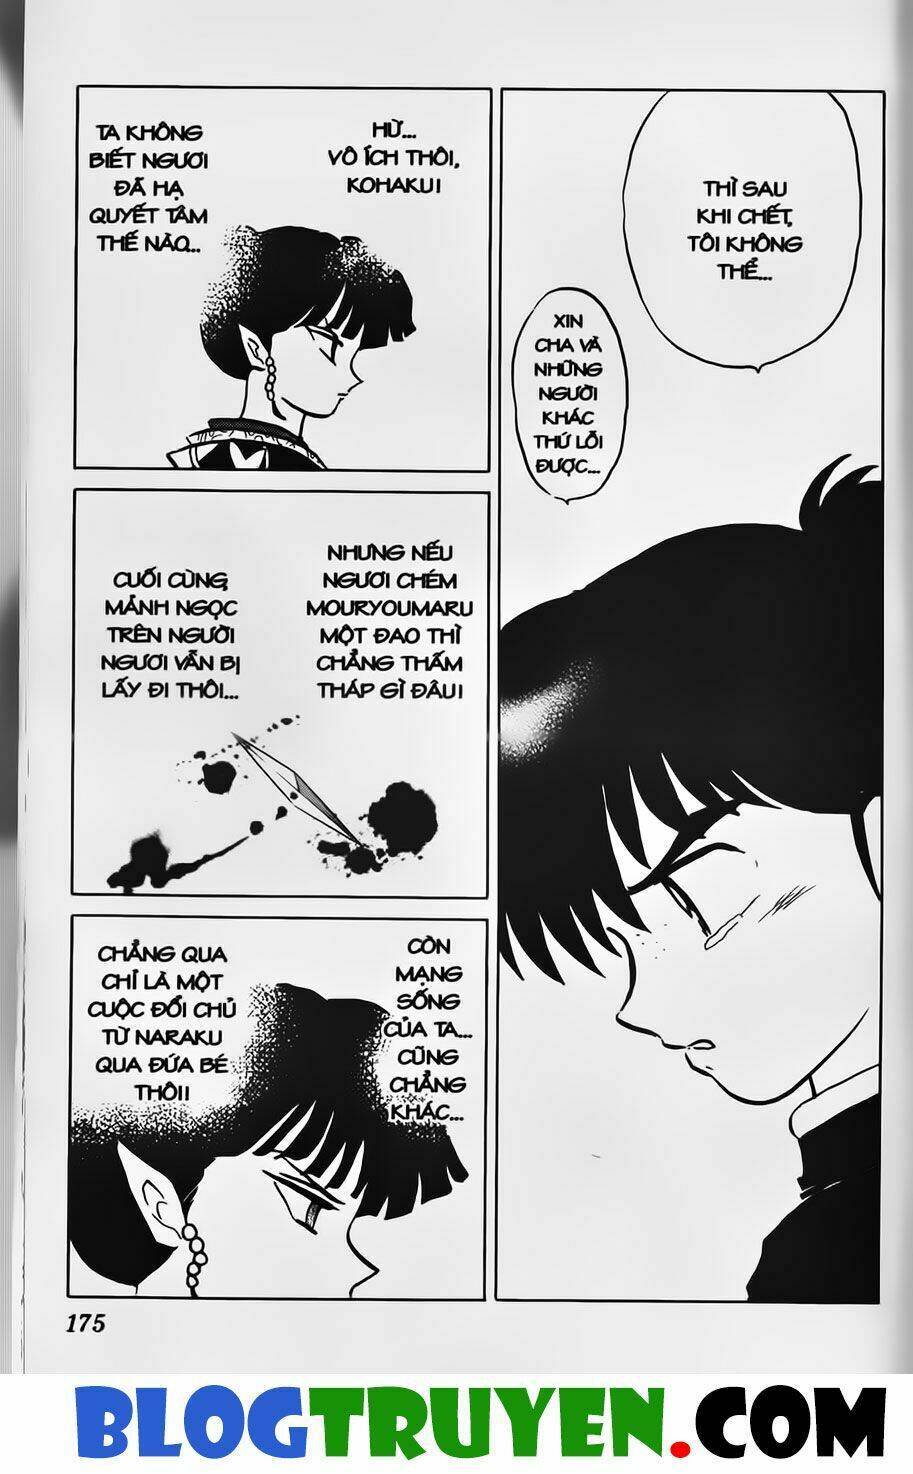 THÌ SAU
KHI CHẾT,
TÔI KHÔNG
THỂ...
XIN
CHA VÀ
NHỮNG
NGƯỜI
KHÁC
THỨ LỖI
ĐƯỢC...
HỪ...
VÔ ÍCH THÔI,
KOHAKU!
TA KHÔNG
BIẾT NGƯƠI
ĐÃ HẠ
QUYẾT TÂM
THẾ NÀO...
NHƯNG NẾU
NGƯƠI CHÉM
MOURYOUMARU
MỘT ĐAO THÌ
CHẲNG THẤM
THÁP GÌ ĐÂU!
CUỐI CÙNG,
MẢNH NGỌC
TRÊN NGƯỜI
NGƯƠI VẪN BỊ
LẤY ĐI THÔI...
CÒN
MẠNG
SỐNG
CỦA TA...
CŨNG
CHẲNG
KHÁC...
CHẲNG QUA
CHỈ LÀ MỘT
CUỘC ĐỔI CHỦ
TỪ NARAKU
QUA ĐỨA BÉ
THÔI!
175
BLOGTRUYEN.COM